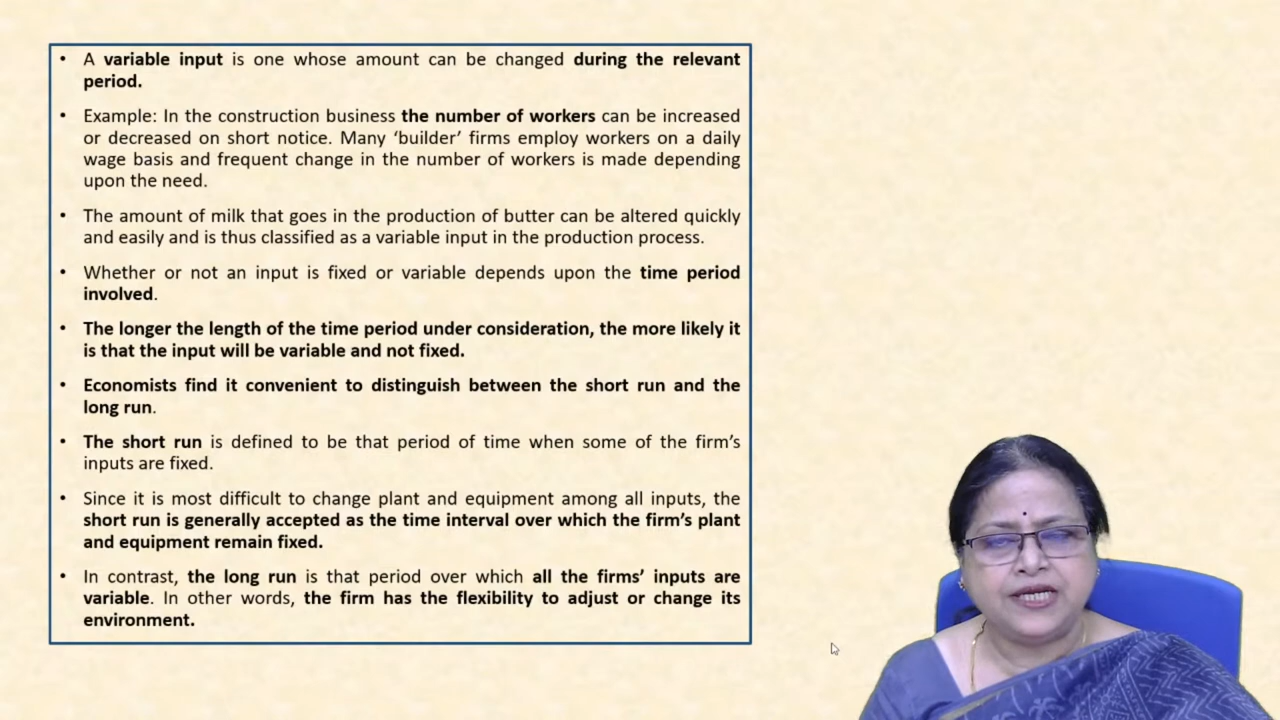 • A variable input is one whose amount can be changed during the relevant
period.
• Example: In the construction business the number of workers can be increased
or decreased on short notice. Many ‘builder’ firms employ workers on a daily
wage basis and frequent change in the number of workers is made depending
upon the need.
• The amount of milk that goes in the production of butter can be altered quickly
and easily and is thus classified as a variable input in the production process.
• Whether or not an input is fixed or variable depends upon the time period
involved.
• The longer the length of the time period under consideration, the more likely it
is that the input will be variable and not fixed.
• Economists find it convenient to distinguish between the short run and the
long run.
• The short run is defined to be that period of time when some of the firm’s
inputs are fixed.
• Since it is most difficult to change plant and equipment among all inputs, the
short run is generally accepted as the time interval over which the firm’s plant
and equipment remain fixed.
• In contrast, the long run is that period over which all the firms’ inputs are
variable. In other words, the firm has the flexibility to adjust or change its
environment.